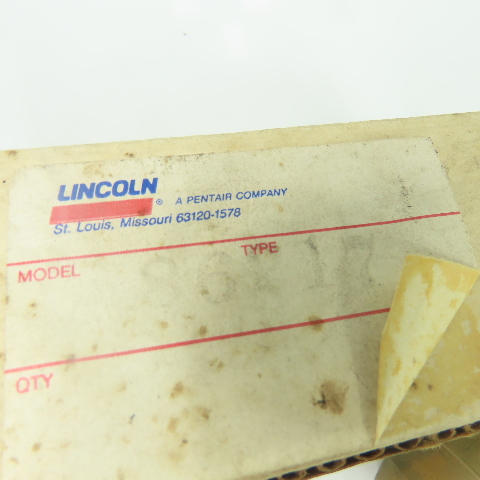 LINCOLN
® A PENTAIR COMPANY
St. Louis, Missouri 63120-1578
MODEL TYPE
QTY